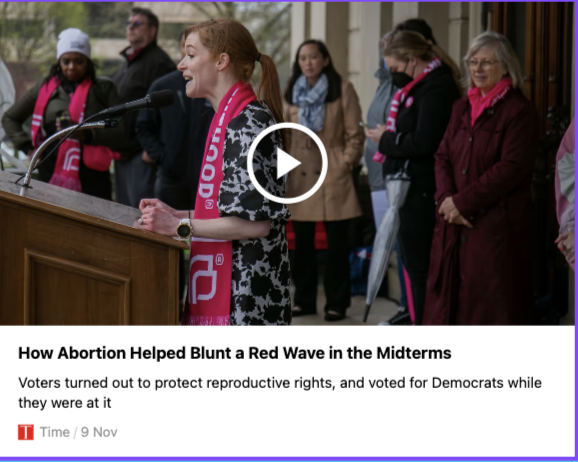 How Abortion Helped Blunt a Red Wave in the Midterms
Voters turned out to protect reproductive rights, and voted for Democrats while
they were at it
Time / 9 Nov